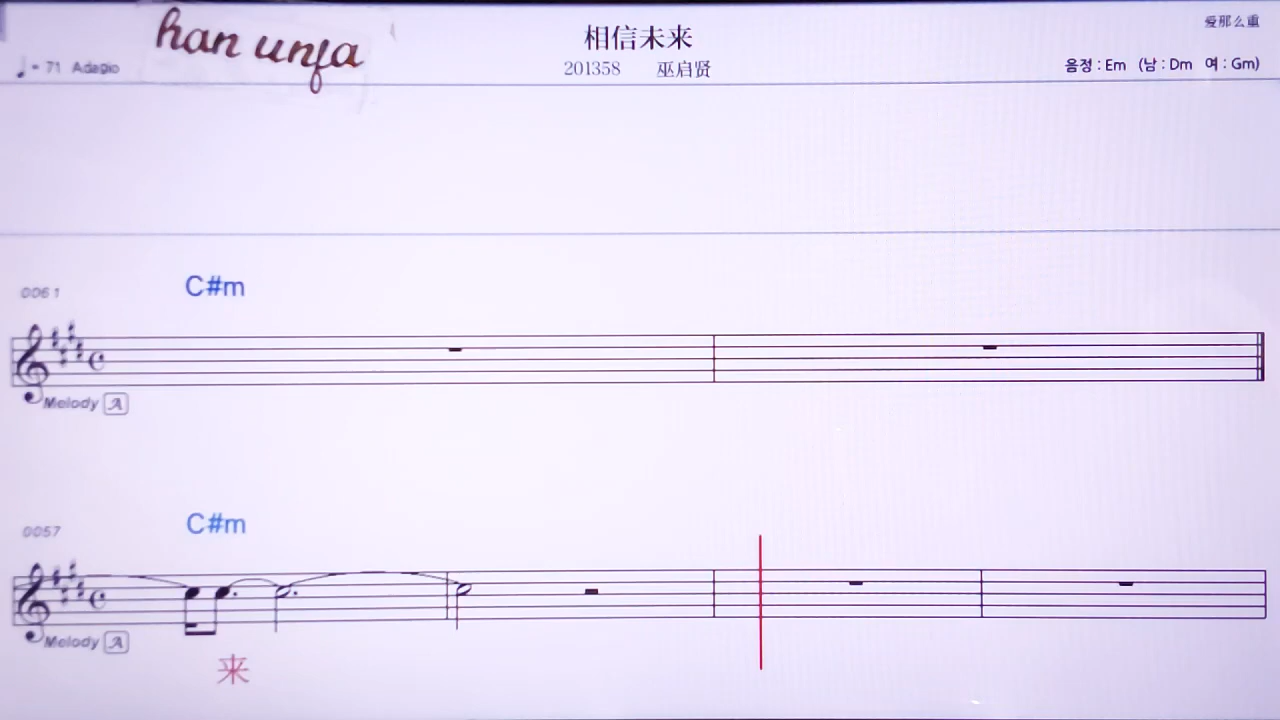 han unfa
相信未来
爱那么重
♩= 71 Adagio
201358 巫启贤
음정 : Em (남 : Dm 여 : Gm)
0061
C#m
Melody A
0057
C#m
Melody A
来